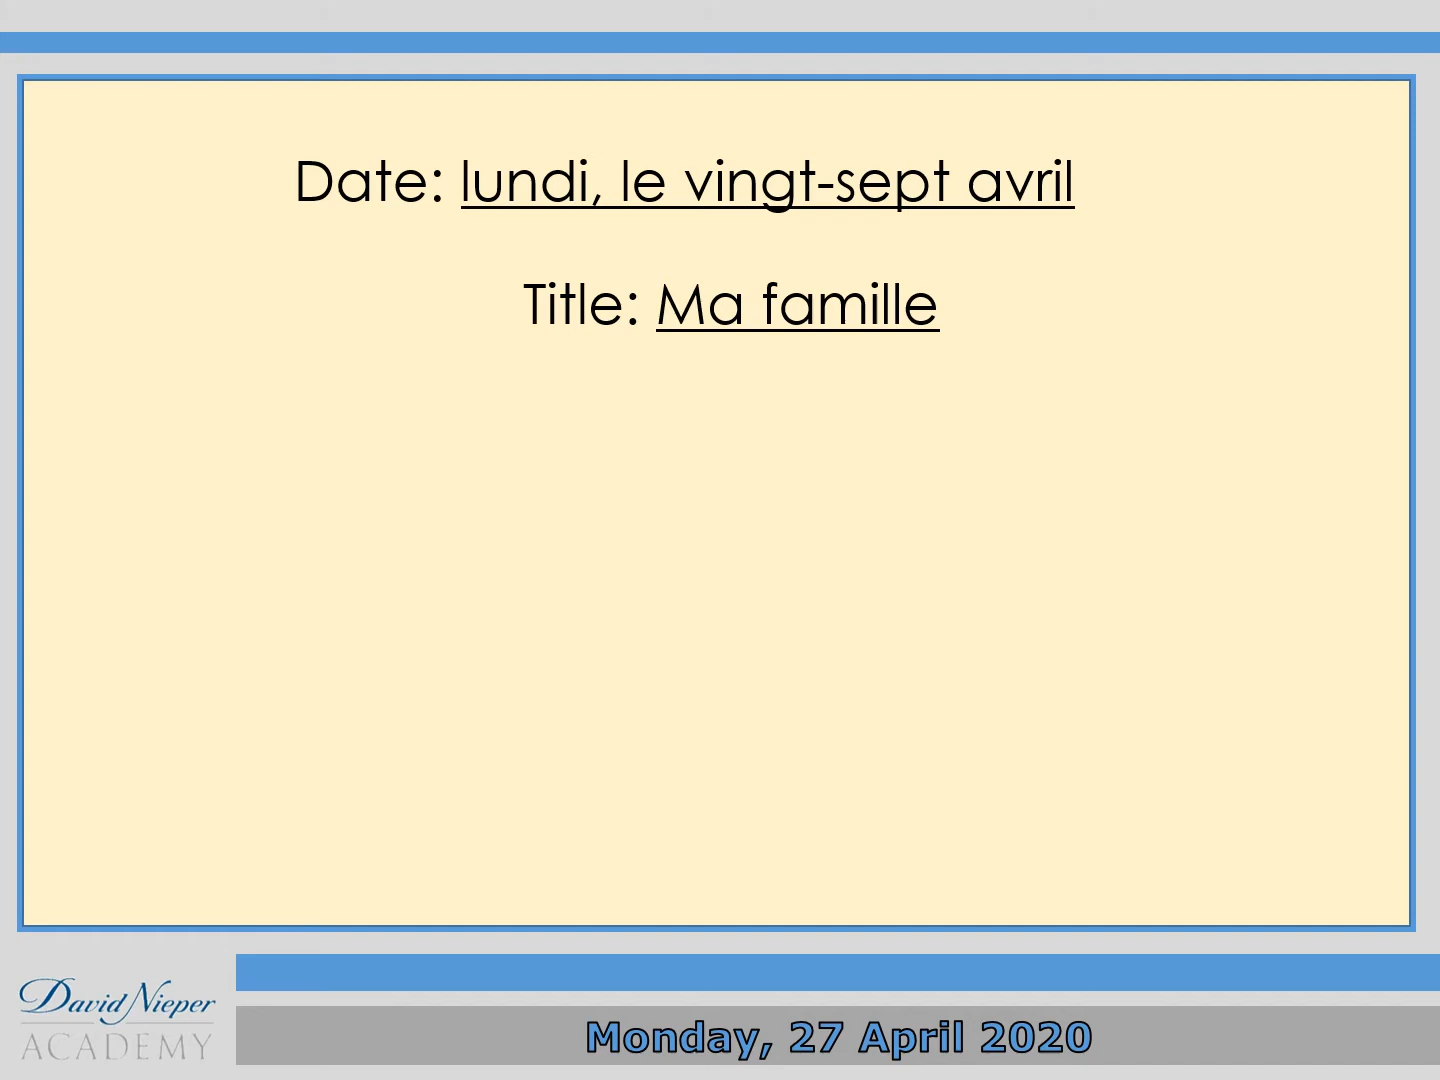 Date: lundi, le vingt-sept avril
Title: Ma famille
David Nieper
ACADEMY
Monday, 27 April 2020